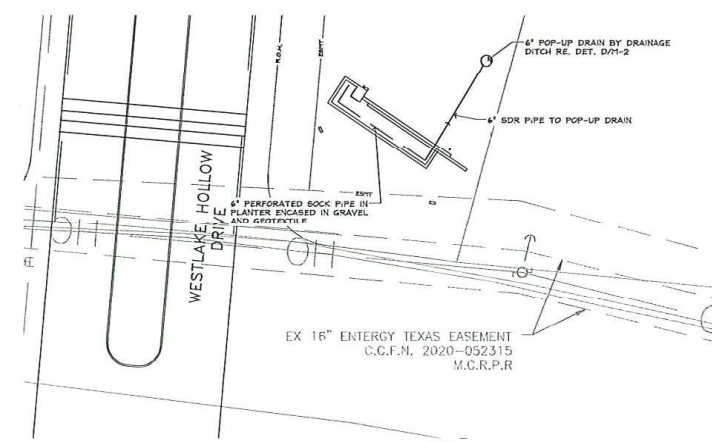 6" POP-UP DRAIN BY DRAINAGE
DITCH RE. DET. D/M-2
R.O.W.
ESMT
6" SDR PIPE TO POP-UP DRAIN
ESMT
6" PERFORATED SOCK PIPE IN
PLANTER ENCASED IN GRAVEL
AND GEOTEXTILE
WESTLAKE HOLLOW
DRIVE
EX 16" ENTERGY TEXAS EASEMENT
C.C.F.N. 2020-052315
M.C.R.P.R